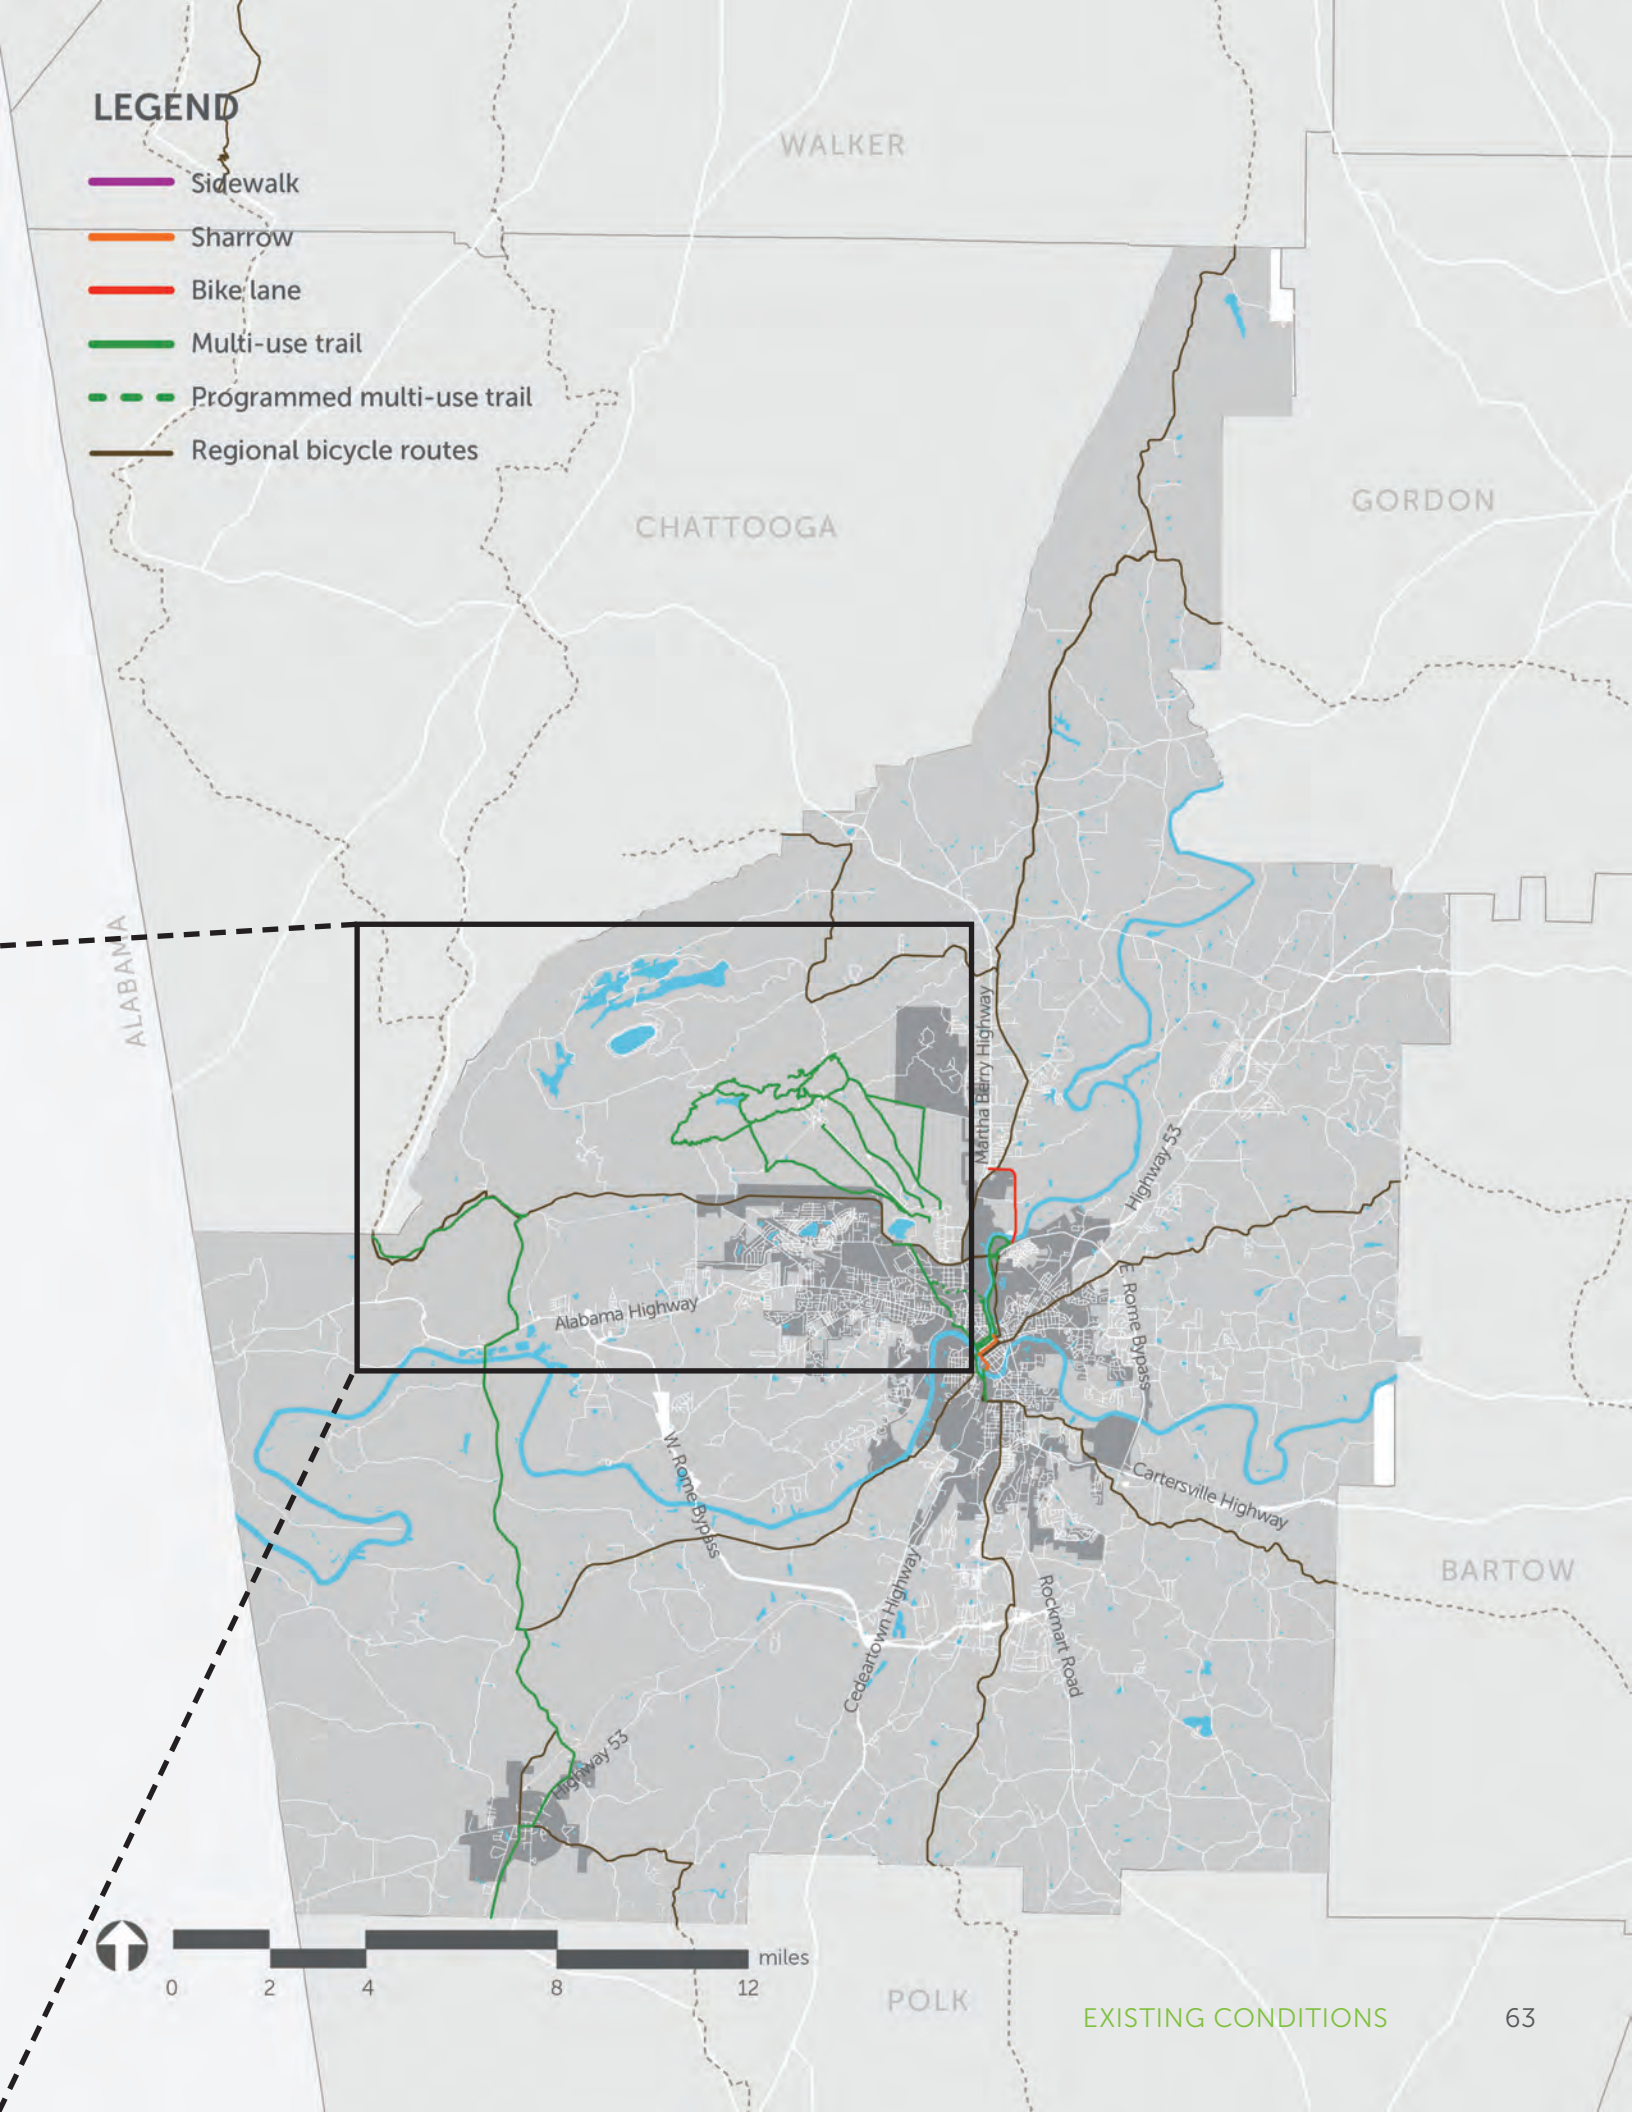 LEGEND
Sidewalk
Sharrow
Bike lane
Multi-use trail
Programmed multi-use trail
Regional bicycle routes
WALKER
CHATTOOGA
GORDON
ALABAMA
Martha Berry Highway
Highway 53
Alabama Highway
E. Rome Bypass
W. Rome Bypass
Cartersville Highway
Cedeartown Highway
Rockmart Road
BARTOW
Highway 53
miles
0 2 4 8 12
POLK
EXISTING CONDITIONS 63